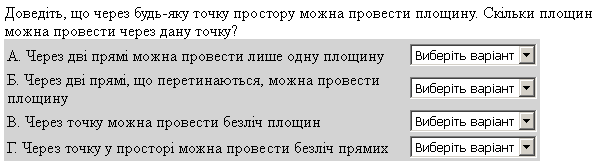 Доведіть, що через будь-яку точку простору можна провести площину. Скільки площин
можна провести через дану точку?
А. Через дві прямі можна провести лише одну площину Виберіть варіант
Б. Через дві прямі, що перетинаються, можна провести
площину Виберіть варіант
В. Через точку можна провести безліч площин Виберіть варіант
Г. Через точку у просторі можна провести безліч прямих Виберіть варіант